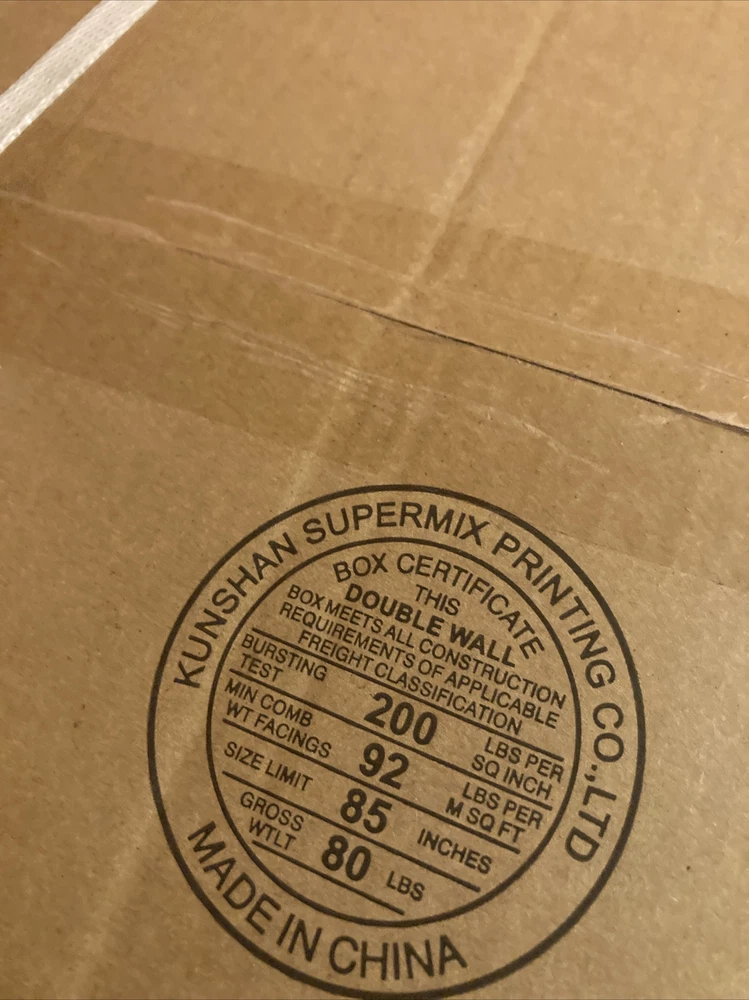 KUNSHAN SUPERMIX PRINTING CO.,LTD
BOX CERTIFICATE
THIS
DOUBLE WALL
BOX MEETS ALL CONSTRUCTION
REQUIREMENTS OF APPLICABLE
FREIGHT CLASSIFICATION
BURSTING TEST 200 LBS PER SQ INCH
MIN COMB WT FACINGS 92 LBS PER M SQ FT
SIZE LIMIT 85 INCHES
GROSS WTLT 80 LBS
MADE IN CHINA